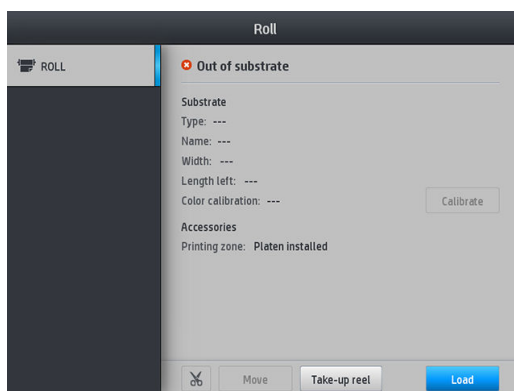 Roll
ROLL
Out of substrate
Substrate
Type: ---
Name: ---
Width: ---
Length left: ---
Color calibration: ---
Calibrate
Accessories
Printing zone: Platen installed
Move
Take-up reel
Load